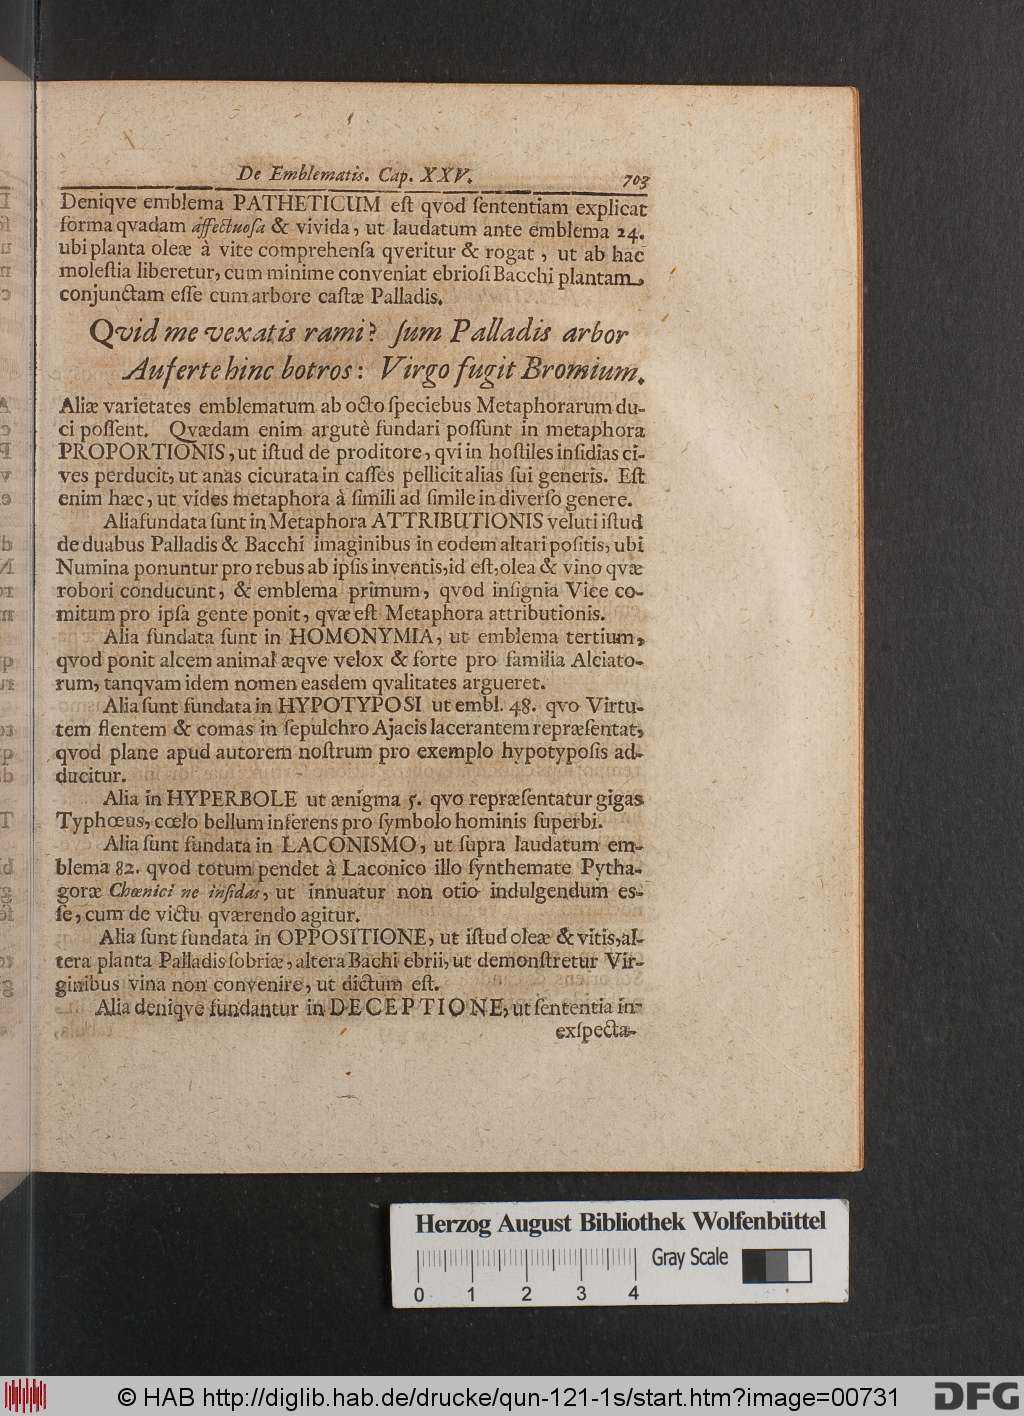 De Emblematis. Cap. XXV. 703
Deniqve emblema PATHETICUM eſt qvod ſententiam explicat
forma qvadam affectuoſa & vivida, ut laudatum ante emblema 24.
ubi planta oleæ à vite comprehenſa qveritur & rogat, ut ab hac
moleſtia liberetur, cum minime conveniat ebrioſi Bacchi plantam,
conjunctam eſſe cum arbore caſtæ Palladis.
Qvid me vexatis rami? ſum Palladis arbor
Auferte hinc botros: Virgo fugit Bromium.
Aliæ varietates emblematum ab octo ſpeciebus Metaphorarum du-
ci poſſent. Qvædam enim argutè fundari poſſunt in metaphora
PROPORTIONIS, ut iſtud de proditore, qvi in hoſtiles inſidias ci-
ves perducit, ut anas cicurata in caſſes pellicit alias ſui generis. Eſt
enim hæc, ut vides metaphora à ſimili ad ſimile in diverſo genere.
Alia fundata ſunt in Metaphora ATTRIBUTIONIS veluti iſtud
de duabus Palladis & Bacchi imaginibus in eodem altari poſitis, ubi
Numina ponuntur pro rebus ab ipſis inventis, id eſt, olea & vino qvæ
robori conducunt, & emblema primum, qvod inſignia Vice co-
mitum pro ipſa gente ponit, qvæ eſt Metaphora attributionis.
Alia fundata ſunt in HOMONYMIA, ut emblema tertium,
qvod ponit alcem animal æqve velox & forte pro familia Alciato-
rum, tanqvam idem nomen easdem qvalitates argueret.
Alia ſunt fundata in HYPOTYPOSI ut embl. 48. qvo Virtu-
tem flentem & comas in ſepulchro Ajacis lacerantem repræſentat,
qvod plane apud autorem noſtrum pro exemplo hypotypoſis ad-
ducitur.
Alia in HYPERBOLE ut ænigma 5. qvo repræſentatur gigas
Typhœus, cœlo bellum inferens pro ſymbolo hominis ſuperbi.
Alia ſunt fundata in LACONISMO, ut ſupra laudatum em-
blema 82. qvod totum pendet à Laconico illo ſynthemate Pytha-
goræ Chœnici ne inſidas, ut innuatur non otio indulgendum es-
ſe, cum de victu qværendo agitur.
Alia ſunt fundata in OPPOSITIONE, ut iſtud oleæ & vitis, al-
tera planta Palladis ſobriæ, altera Bachi ebrii, ut demonſtretur Vir-
ginibus vina non convenire, ut dictum eſt.
Alia deniqve fundantur in DECEPTIONE, ut ſententia in-
exſpecta-
Herzog August Bibliothek Wolfenbüttel
Gray Scale
0 1 2 3 4
© HAB http://diglib.hab.de/drucke/qun-121-1s/start.htm?image=00731
DFG